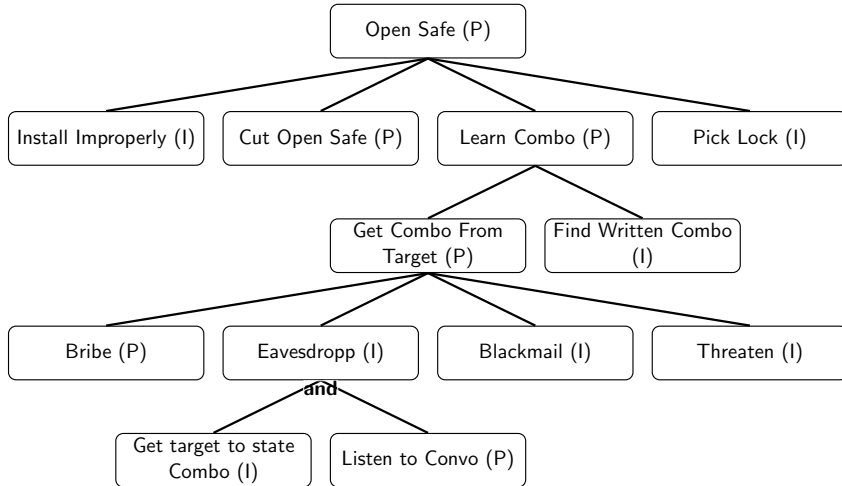 Open Safe (P)
Install Improperly (I)
Cut Open Safe (P)
Learn Combo (P)
Pick Lock (I)
Get Combo From
Target (P)
Find Written Combo
(I)
Bribe (P)
Eavesdropp (I)
Blackmail (I)
Threaten (I)
and
Get target to state
Combo (I)
Listen to Convo (P)